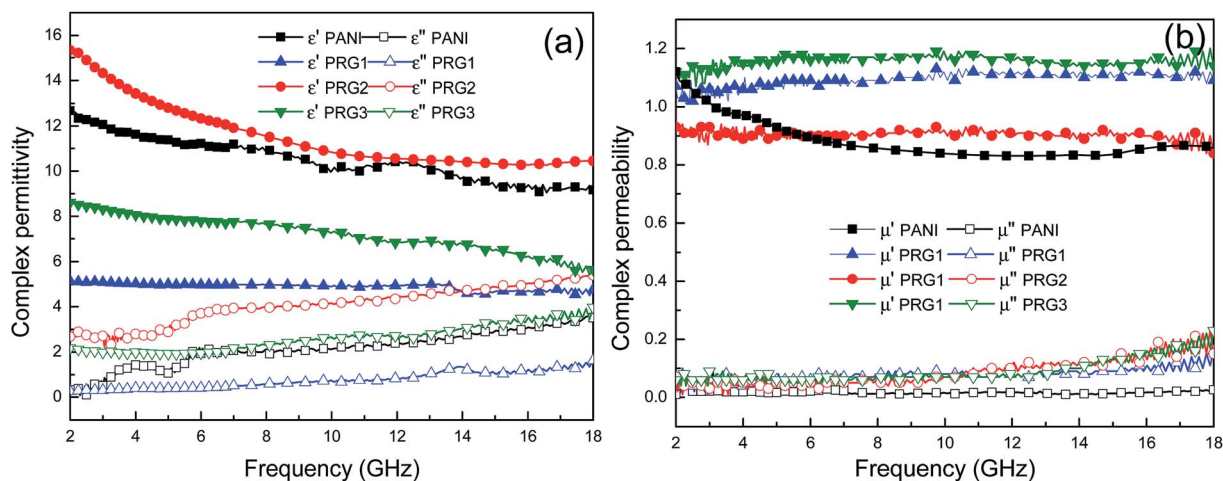 (a)
ε' PANI ε" PANI
ε' PRG1 ε" PRG1
ε' PRG2 ε" PRG2
ε' PRG3 ε" PRG3
Complex permittivity
16
14
12
10
8
6
4
2
0
2 4 6 8 10 12 14 16 18
Frequency (GHz)
(b)
μ' PANI μ" PANI
μ' PRG1 μ" PRG1
μ' PRG1 μ" PRG2
μ' PRG1 μ" PRG3
Complex permeability
1.2
1.0
0.8
0.6
0.4
0.2
0.0
2 4 6 8 10 12 14 16 18
Frequency (GHz)